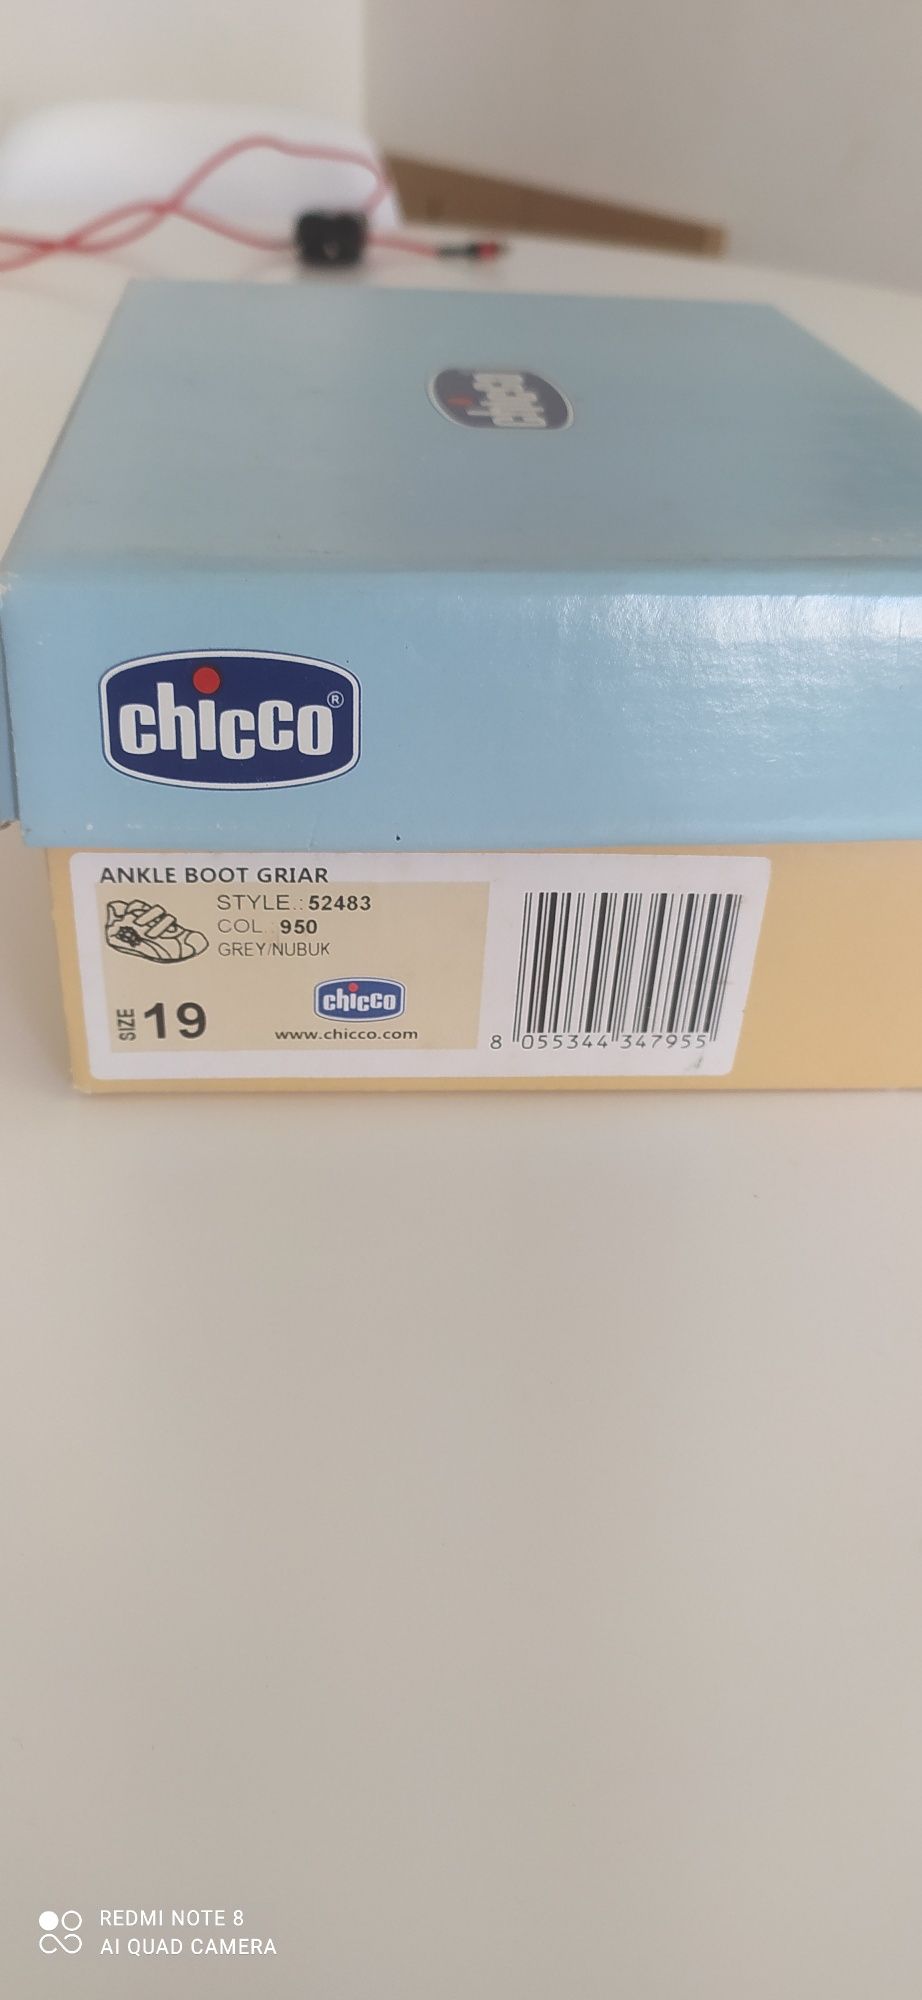 chicco
chicco®
ANKLE BOOT GRIAR
STYLE.: 52483
COL.: 950
GREY/NUBUK
SIZE 19
chicco
www.chicco.com
8 055344 347955
REDMI NOTE 8
AI QUAD CAMERA